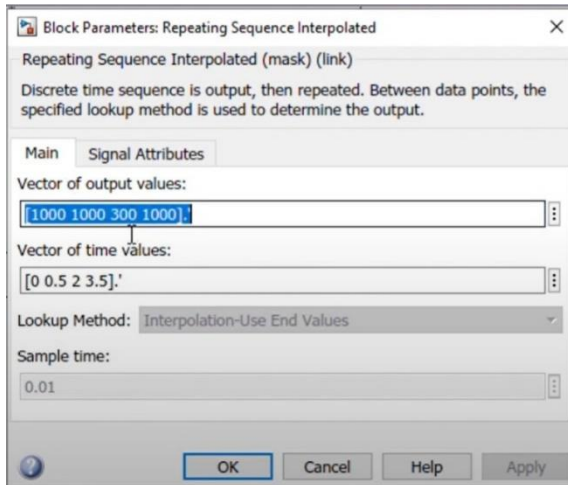 Block Parameters: Repeating Sequence Interpolated
Repeating Sequence Interpolated (mask) (link)
Discrete time sequence is output, then repeated. Between data points, the
specified lookup method is used to determine the output.
Main Signal Attributes
Vector of output values:
[1000 1000 300 1000].'
Vector of time values:
[0 0.5 2 3.5].'
Lookup Method: Interpolation-Use End Values
Sample time:
0.01
OK Cancel Help Apply